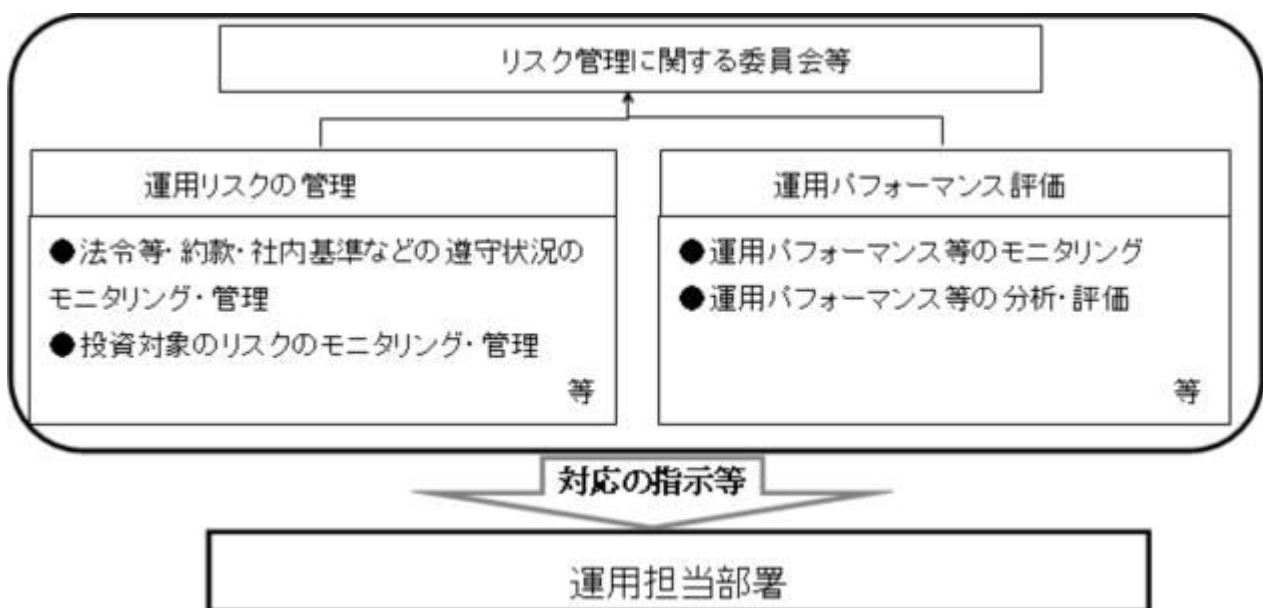 リスク管理に関する委員会等
運用リスクの管理
●法令等・約款・社内基準などの遵守状況の
モニタリング・管理
●投資対象のリスクのモニタリング・管理
等
運用パフォーマンス評価
●運用パフォーマンス等のモニタリング
●運用パフォーマンス等の分析・評価
等
対応の指示等
運用担当部署